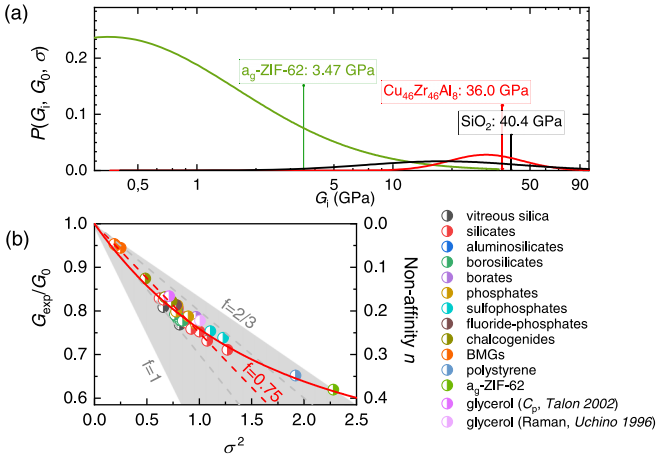 (a)
P(Gᵢ, G₀, σ)
0.2
0.1
0.0
a_g-ZIF-62: 3.47 GPa
Cu₄₆Zr₄₆Al₈: 36.0 GPa
SiO₂: 40.4 GPa
0,5 1 5 10 50 90
Gᵢ (GPa)
(b)
G_exp/G₀
1.0
0.9
0.8
0.7
0.6
0.0 0.5 1.0 1.5 2.0 2.5
σ²
f=1
f=0.75
f=2/3
0.0
0.1
0.2
0.3
0.4
Non-affinity n
vitreous silica
silicates
aluminosilicates
borosilicates
borates
phosphates
sulfophosphates
fluoride-phosphates
chalcogenides
BMGs
polystyrene
a_g-ZIF-62
glycerol (Cₚ, Talon 2002)
glycerol (Raman, Uchino 1996)